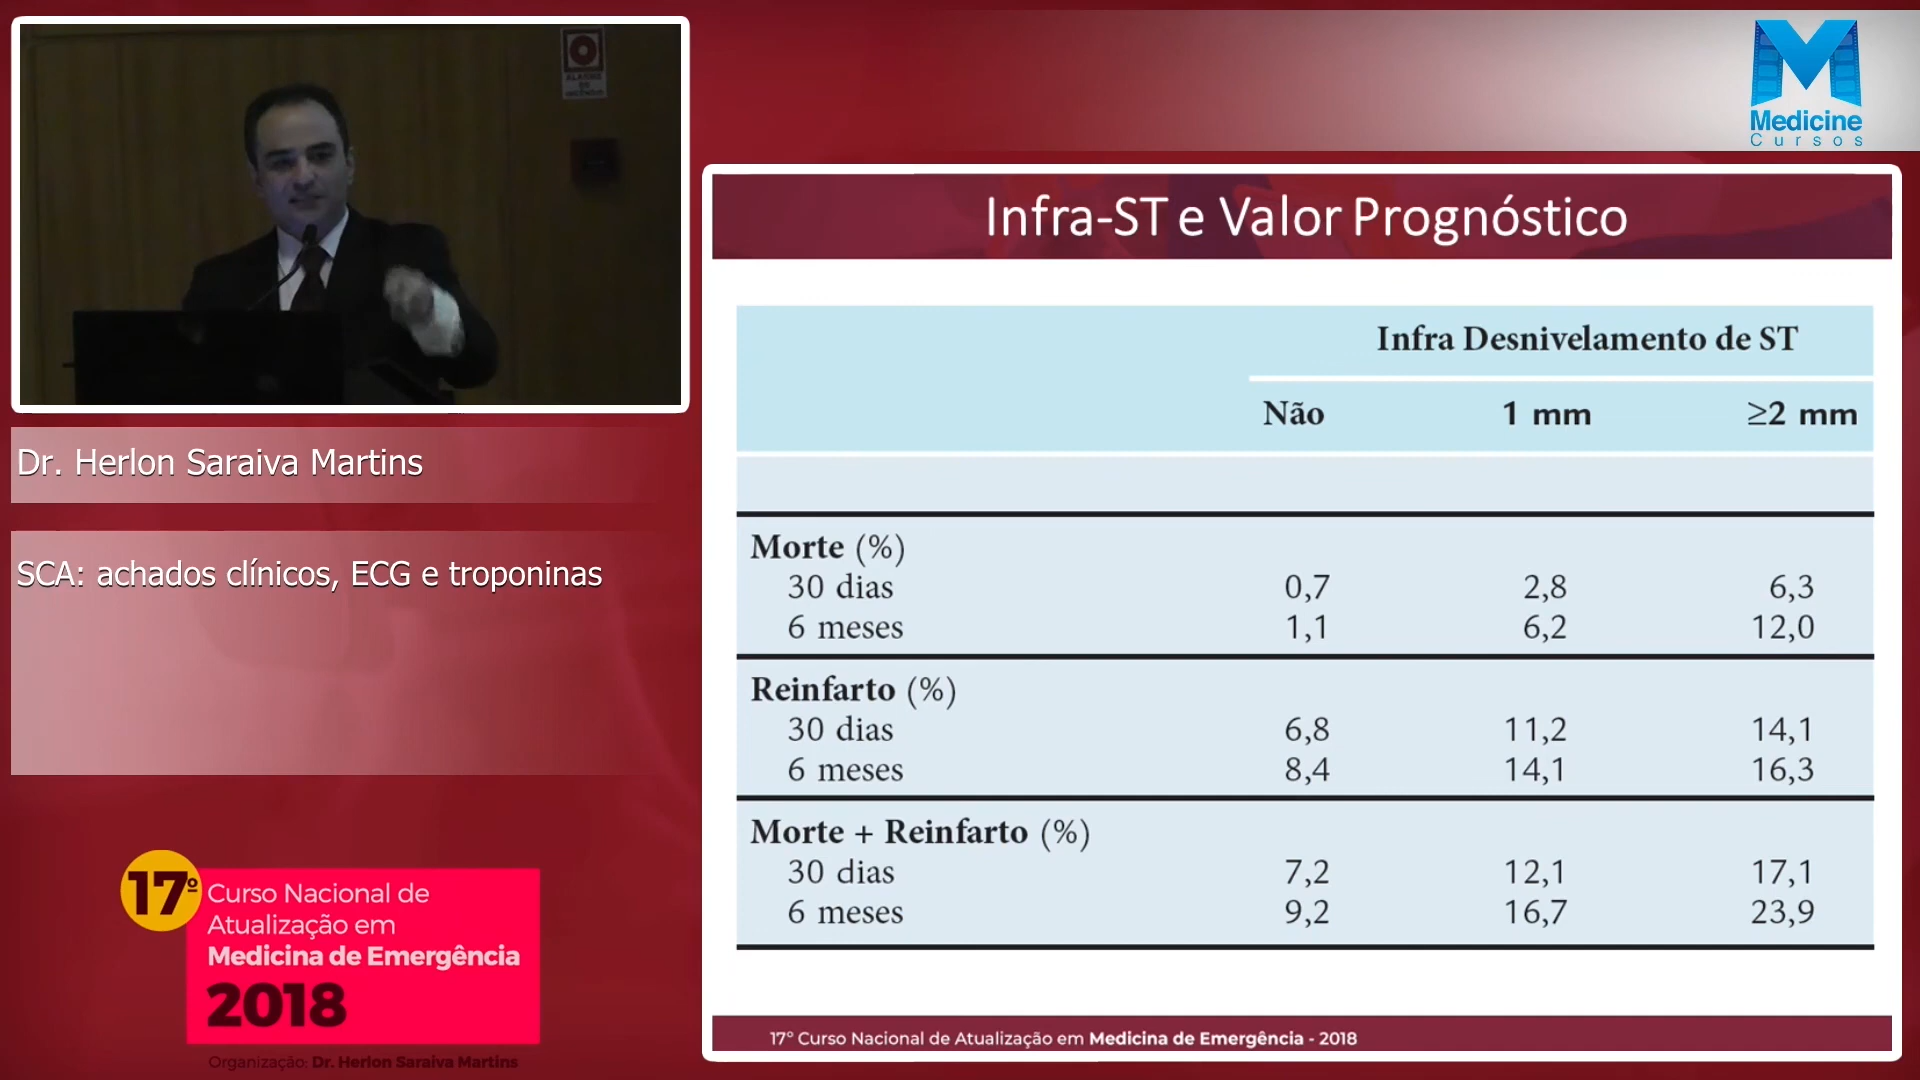 ALARME
Medicine
Cursos
Dr. Herlon Saraiva Martins
SCA: achados clínicos, ECG e troponinas
17º
Curso Nacional de
Atualização em
Medicina de Emergência
2018
Organização: Dr. Herlon Saraiva Martins
Infra-ST e Valor Prognóstico
Infra Desnivelamento de ST
Não 1 mm ≥2 mm
Morte (%)
30 dias 0,7 2,8 6,3
6 meses 1,1 6,2 12,0
Reinfarto (%)
30 dias 6,8 11,2 14,1
6 meses 8,4 14,1 16,3
Morte + Reinfarto (%)
30 dias 7,2 12,1 17,1
6 meses 9,2 16,7 23,9
17º Curso Nacional de Atualização em Medicina de Emergência - 2018